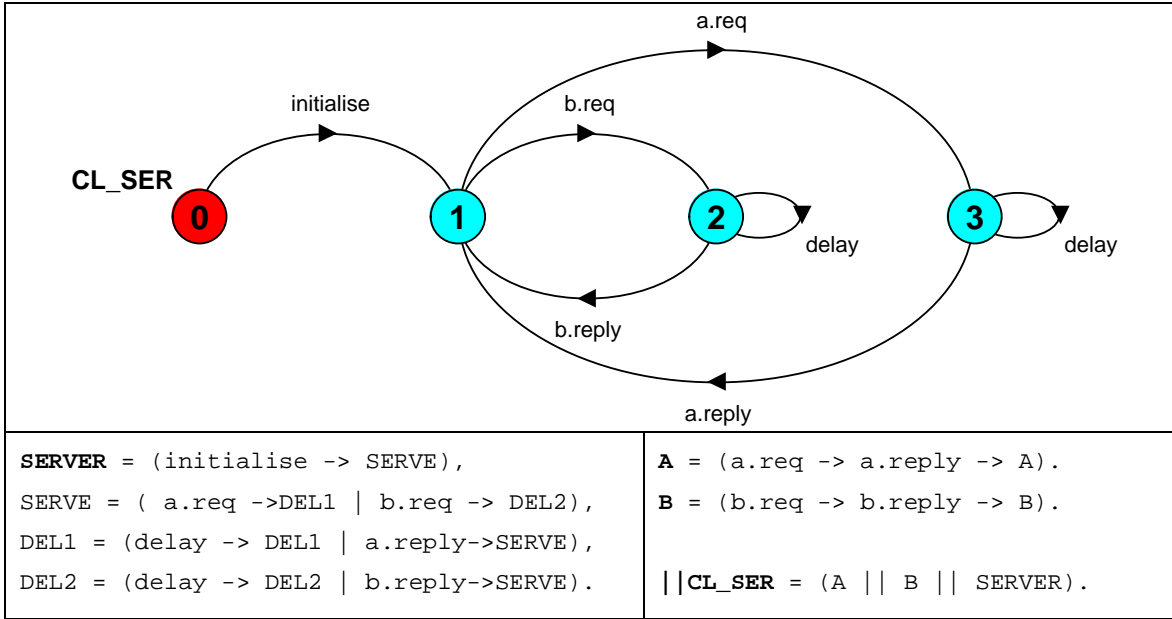 a.req
initialise
b.req
CL_SER
0
1
2
3
delay
delay
b.reply
a.reply
SERVER = (initialise -> SERVE),
SERVE = ( a.req ->DEL1 | b.req -> DEL2),
DEL1 = (delay -> DEL1 | a.reply->SERVE),
DEL2 = (delay -> DEL2 | b.reply->SERVE).
A = (a.req -> a.reply -> A).
B = (b.req -> b.reply -> B).
||CL_SER = (A || B || SERVER).